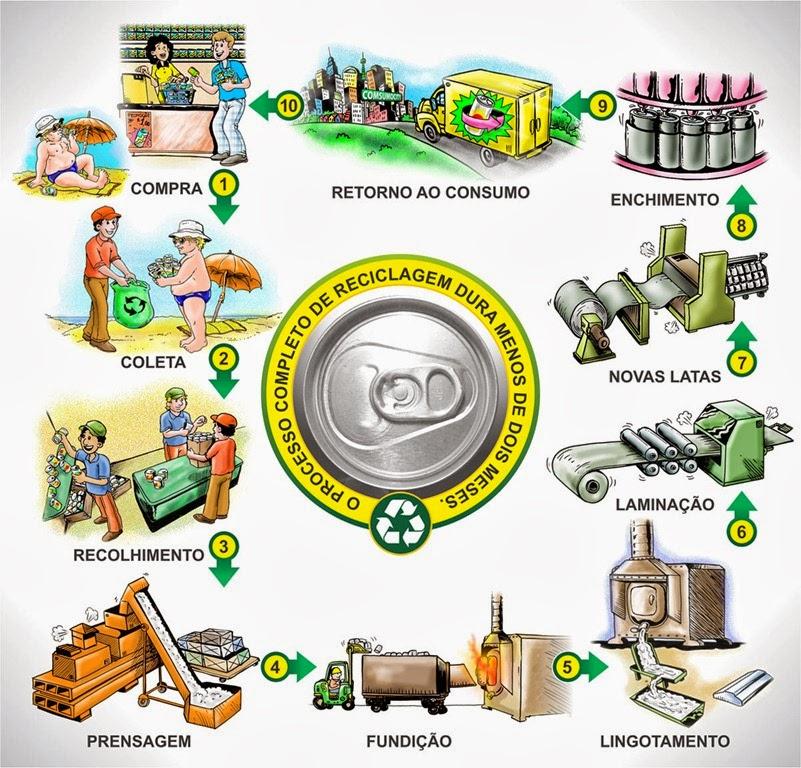 COMPRA
1
COLETA
2
RECOLHIMENTO
3
PRENSAGEM
4
FUNDIÇÃO
5
LINGOTAMENTO
6
LAMINAÇÃO
7
NOVAS LATAS
8
ENCHIMENTO
9
RETORNO AO CONSUMO
10
O PROCESSO COMPLETO DE RECICLAGEM DURA MENOS DE DOIS MESES.